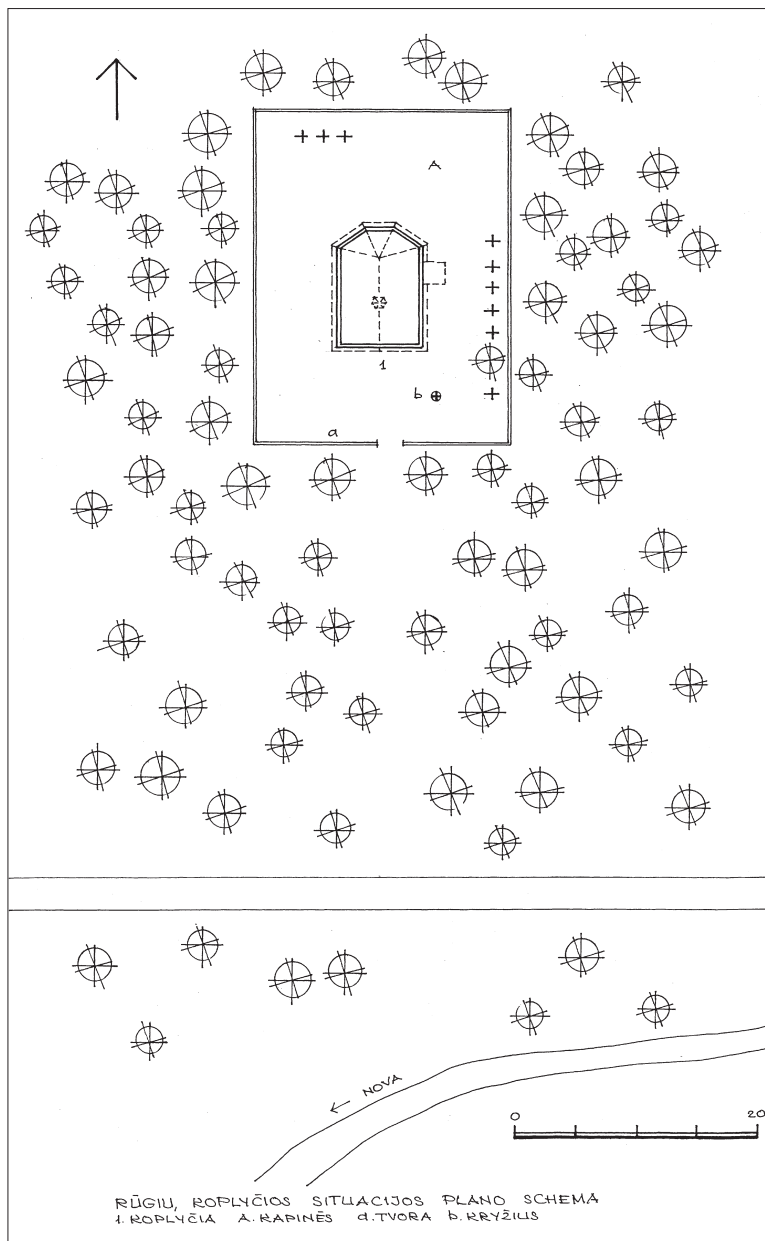 A
1
b
a
← NOVA
0 20
RŪGIŲ, KOPLYČIOS SITUACIJOS PLANO SCHEMA
1. KOPLYČIA A. KAPINĖS a. TVORA b. KRYŽIUS